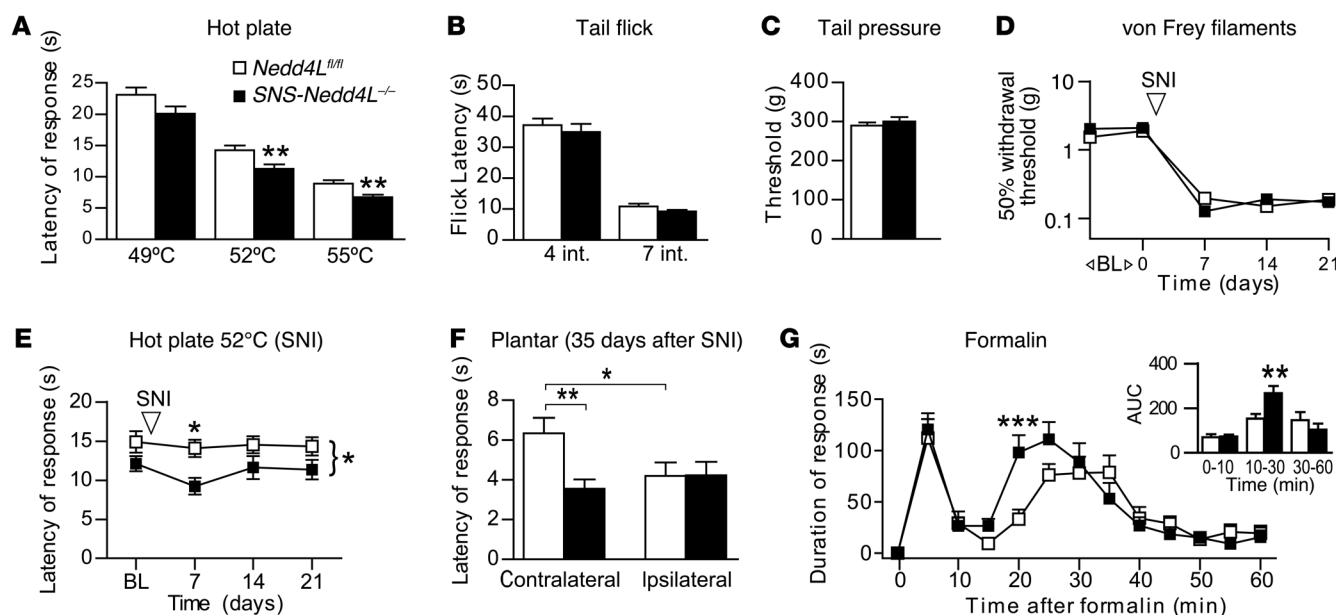 A
Hot plate
Latency of response (s)
25
20
15
10
5
0
Nedd4L^fl/fl
SNS-Nedd4L^–/–
**
**
49ºC
52ºC
55ºC
B
Tail flick
Flick Latency (s)
50
40
30
20
10
0
4 int.
7 int.
C
Tail pressure
Threshold (g)
400
300
200
100
0
D
von Frey filaments
50% withdrawal
threshold (g)
10
1
0.1
SNI
◁BL▷
0
7
14
21
Time (days)
E
Hot plate 52°C (SNI)
Latency of response (s)
20
15
10
5
0
SNI
*
}*
BL
7
14
21
Time (days)
F
Plantar (35 days after SNI)
Latency of response (s)
8
6
4
2
0
*
**
Contralateral
Ipsilateral
G
Formalin
Duration of response (s)
150
100
50
0
***
0
10
20
30
40
50
60
Time after formalin (min)
AUC
400
200
0
**
0-10
10-30
30-60
Time (min)